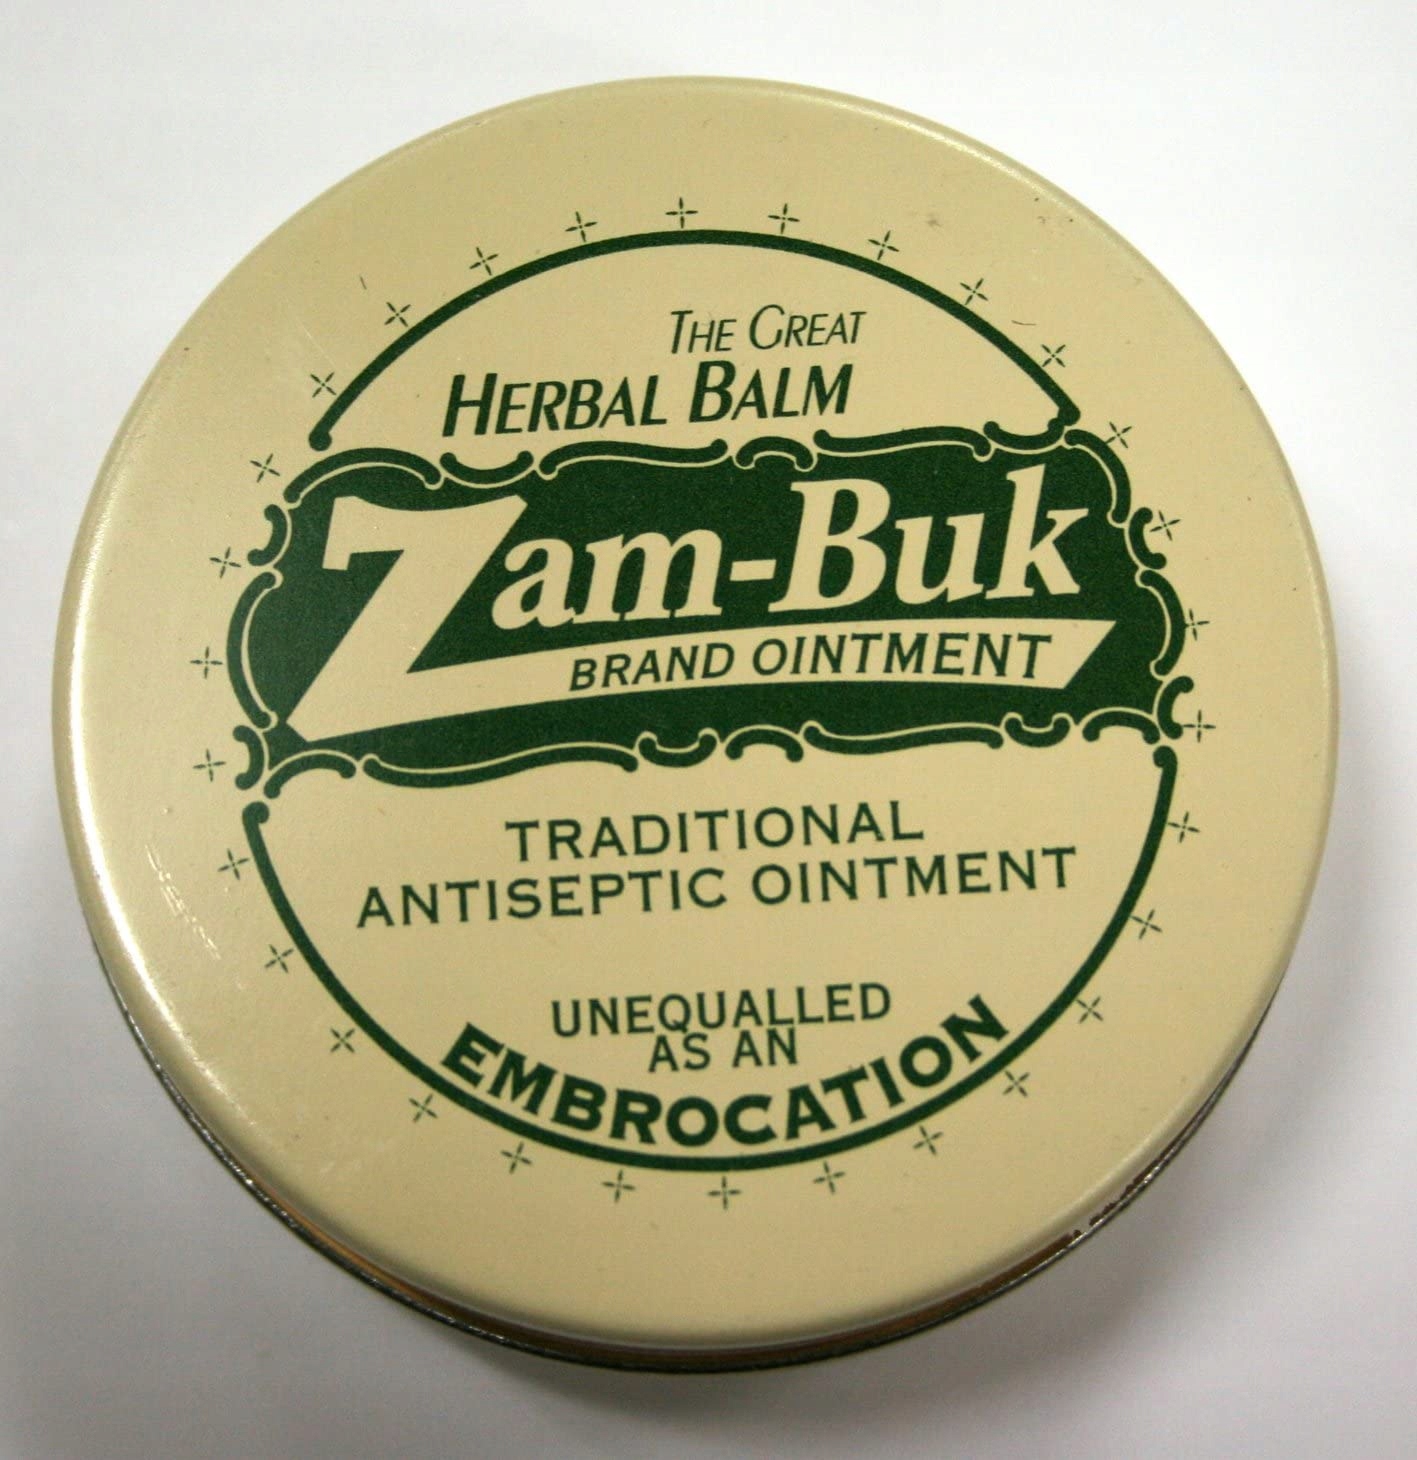 The Great
Herbal Balm
Zam-Buk
BRAND OINTMENT
TRADITIONAL
ANTISEPTIC OINTMENT
UNEQUALLED
AS AN
EMBROCATION